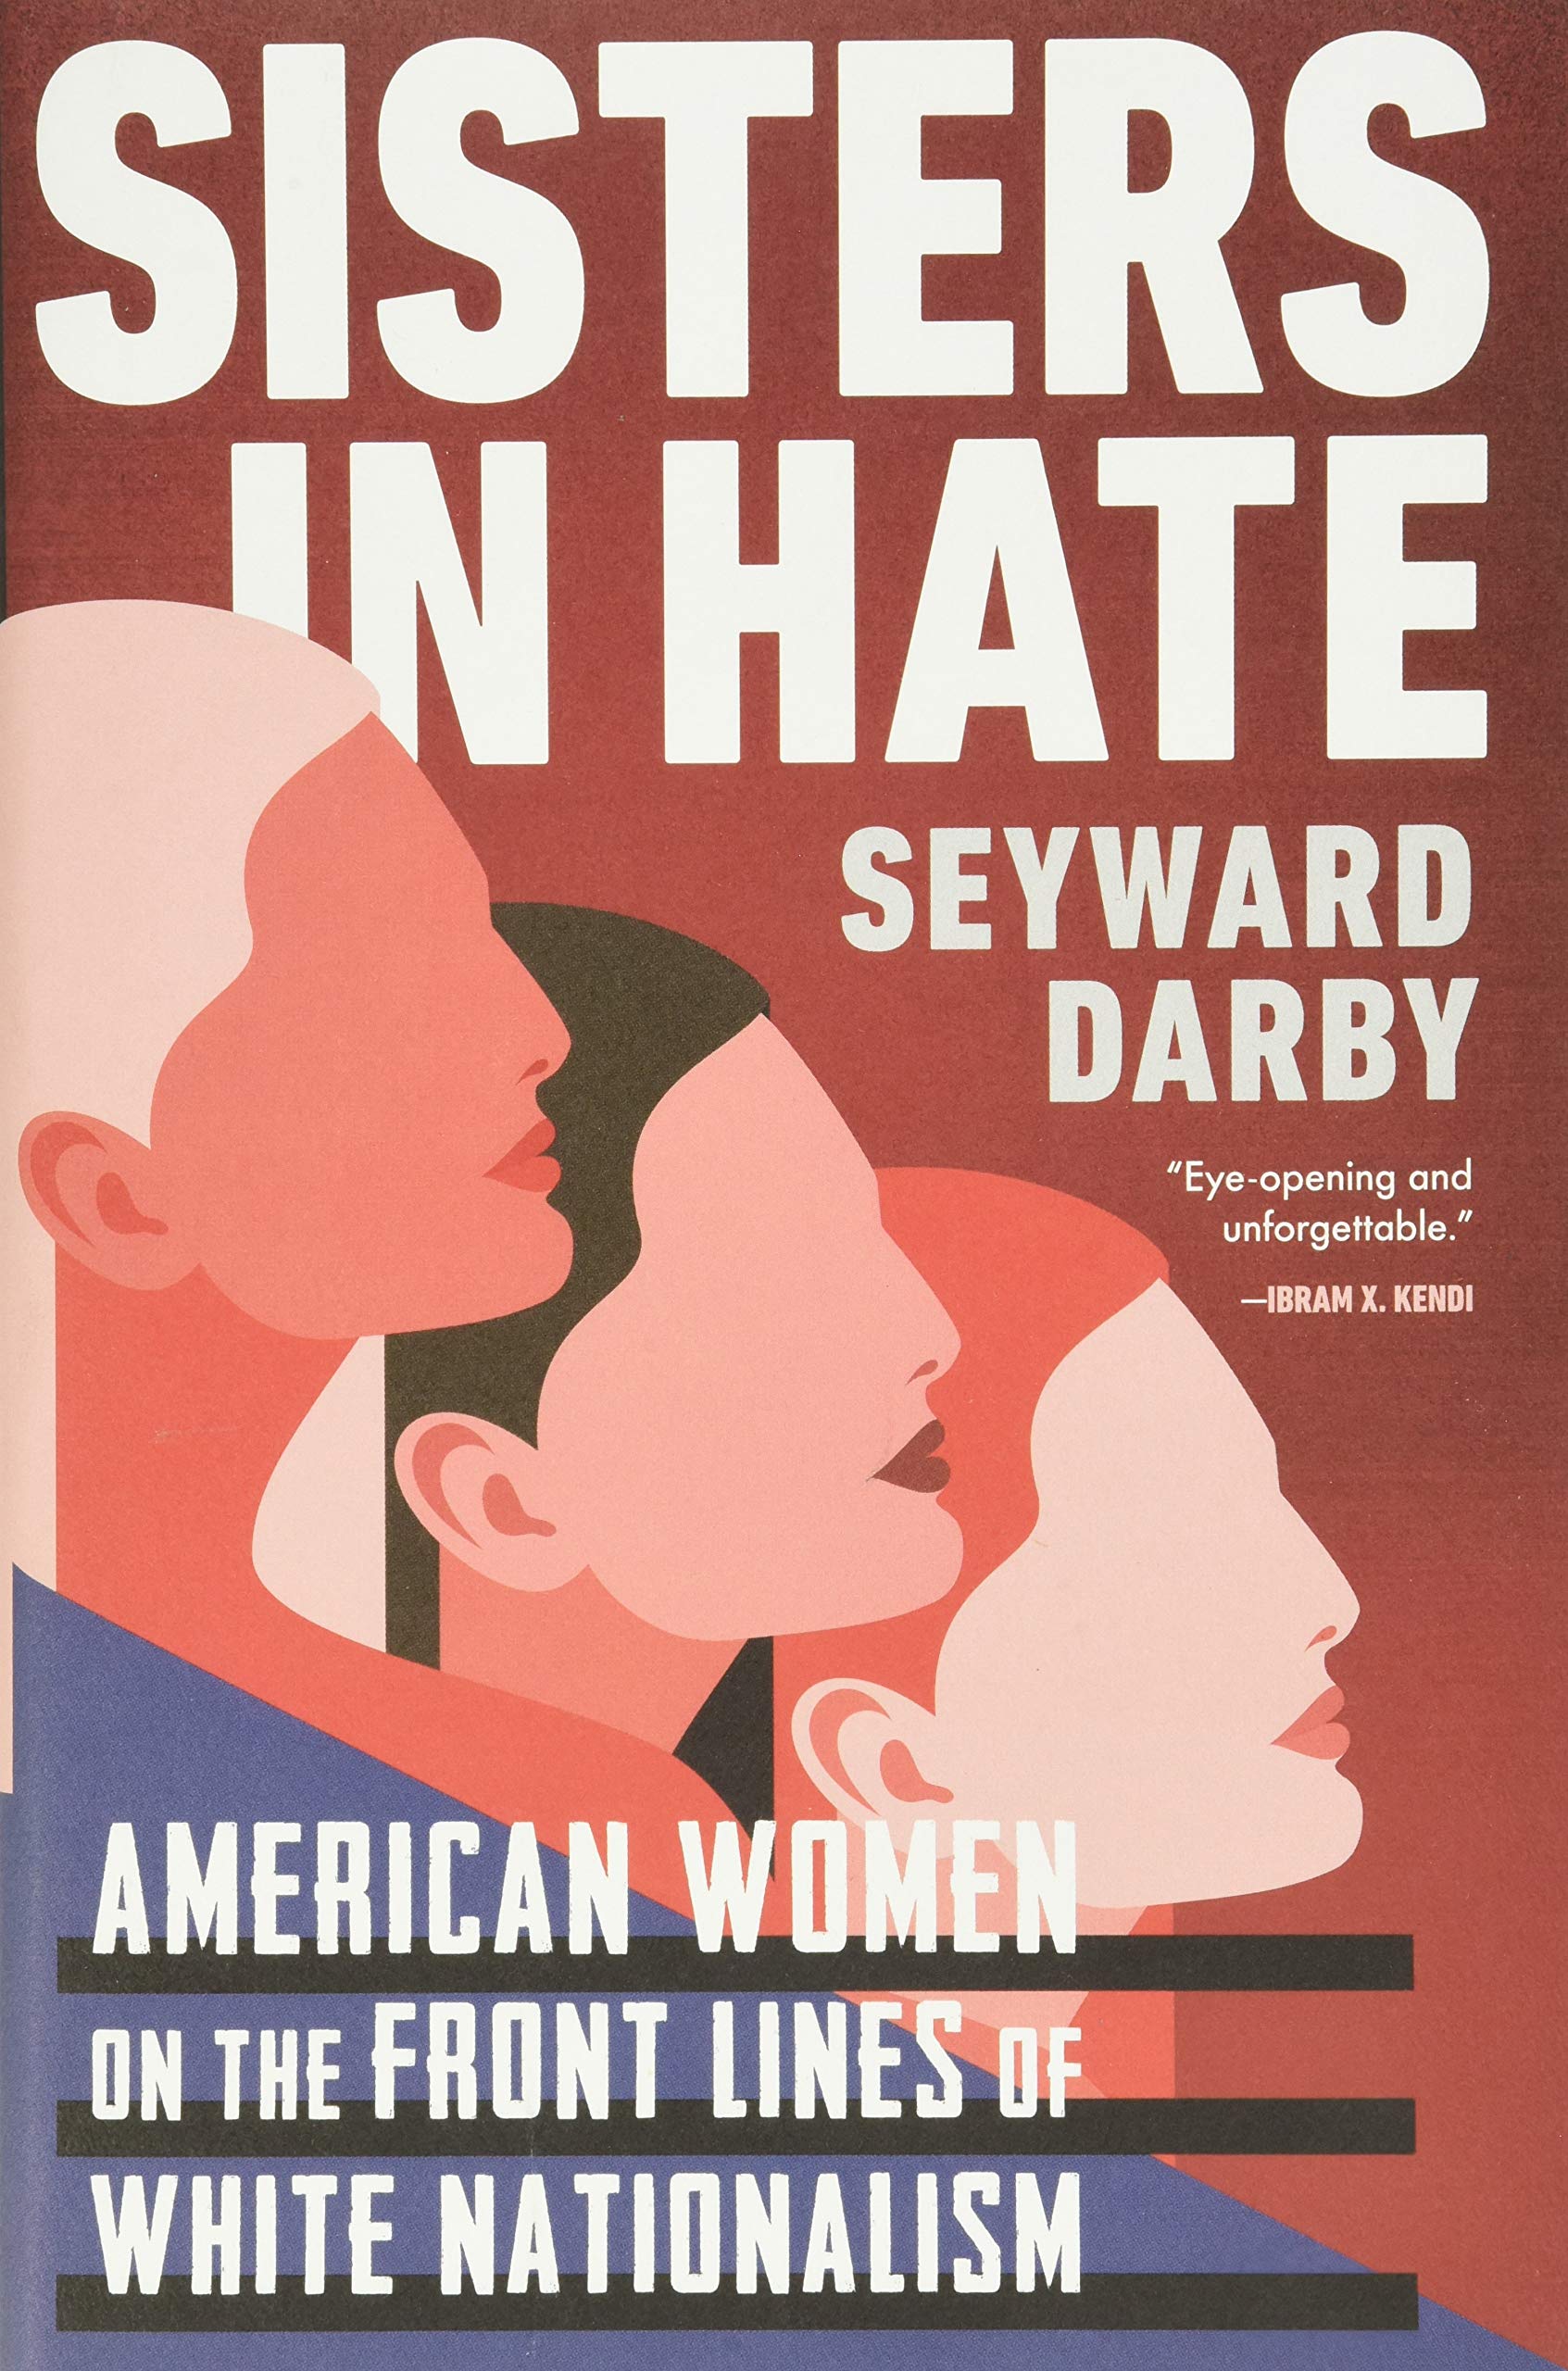 SISTERS
IN HATE
SEYWARD
DARBY
“Eye-opening and
unforgettable.”
—IBRAM X. KENDI
AMERICAN WOMEN
ON THE FRONT LINES OF
WHITE NATIONALISM